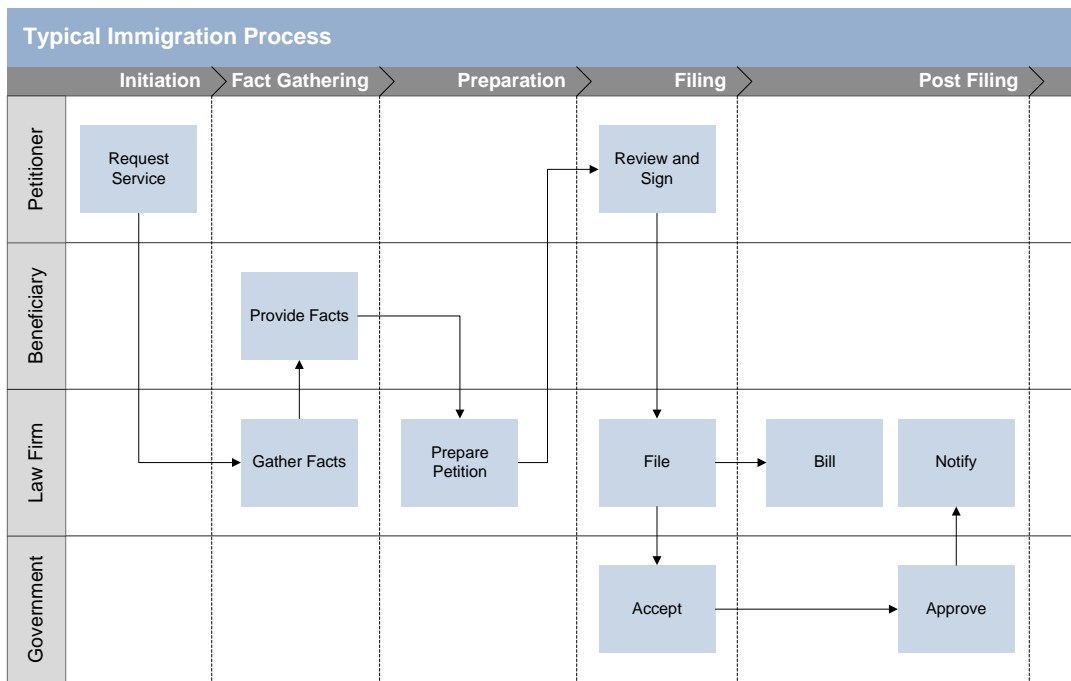 Typical Immigration Process
Initiation
Fact Gathering
Preparation
Filing
Post Filing
Petitioner
Request
Service
Review and
Sign
Beneficiary
Provide Facts
Law Firm
Gather Facts
Prepare
Petition
File
Bill
Notify
Government
Accept
Approve